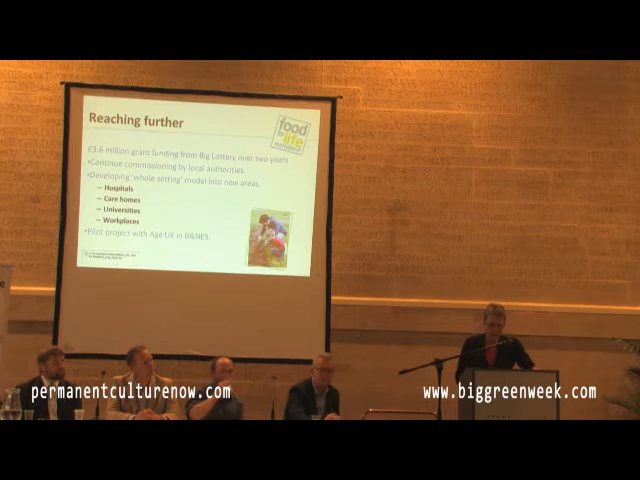 Reaching further
food
for
life
PARTNERSHIP
£3.6 million grant funding from Big Lottery over two years
•Continue commissioning by local authorities.
•Developing 'whole setting' model into new areas.
– Hospitals
– Care homes
– Universities
– Workplaces
•Pilot project with Age UK in B&NES.
permanentculturenow.com
www.biggreenweek.com